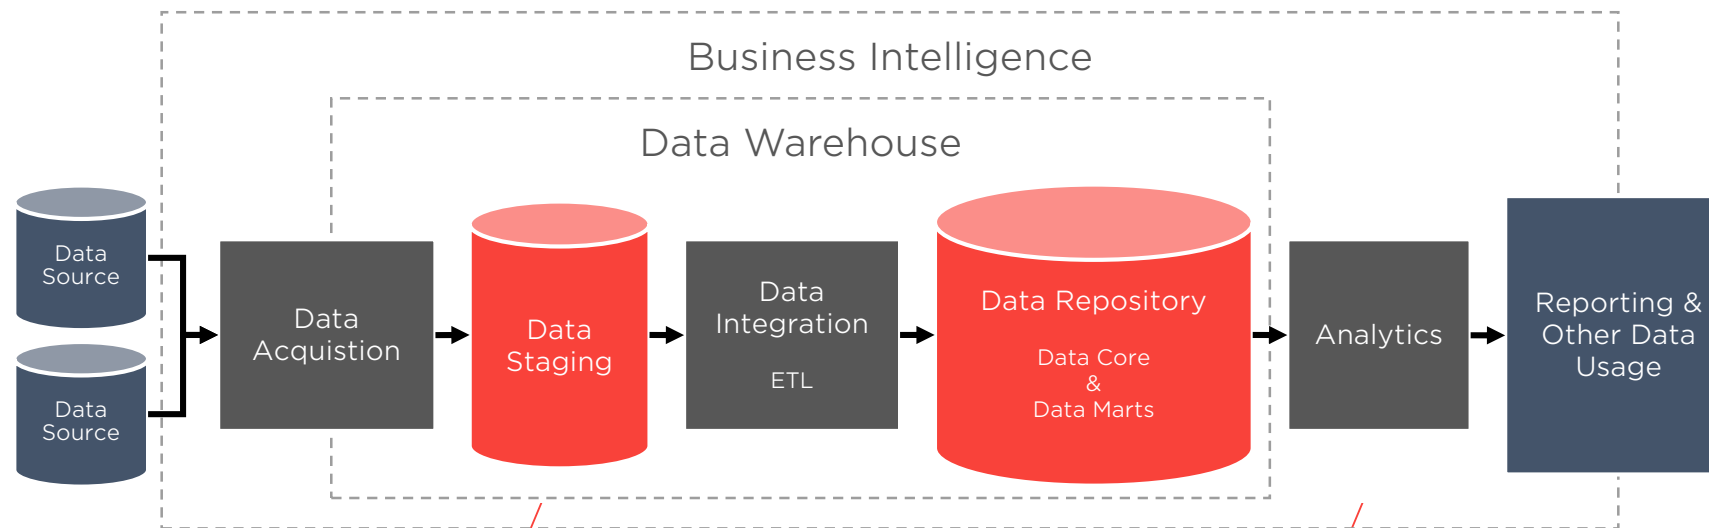 Business Intelligence
Data Warehouse
Data
Source
Data
Source
Data
Acquistion
Data
Staging
Data
Integration
ETL
Data Repository
Data Core
&
Data Marts
Analytics
Reporting &
Other Data
Usage